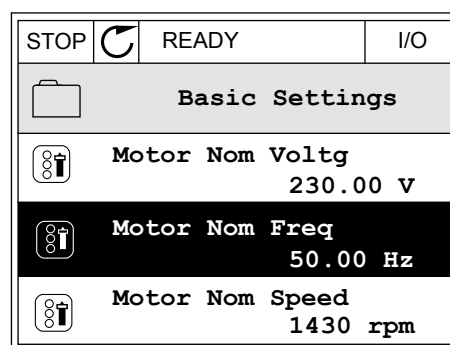 STOP READY I/O
Basic Settings
Motor Nom Voltg
230.00 V
Motor Nom Freq
50.00 Hz
Motor Nom Speed
1430 rpm